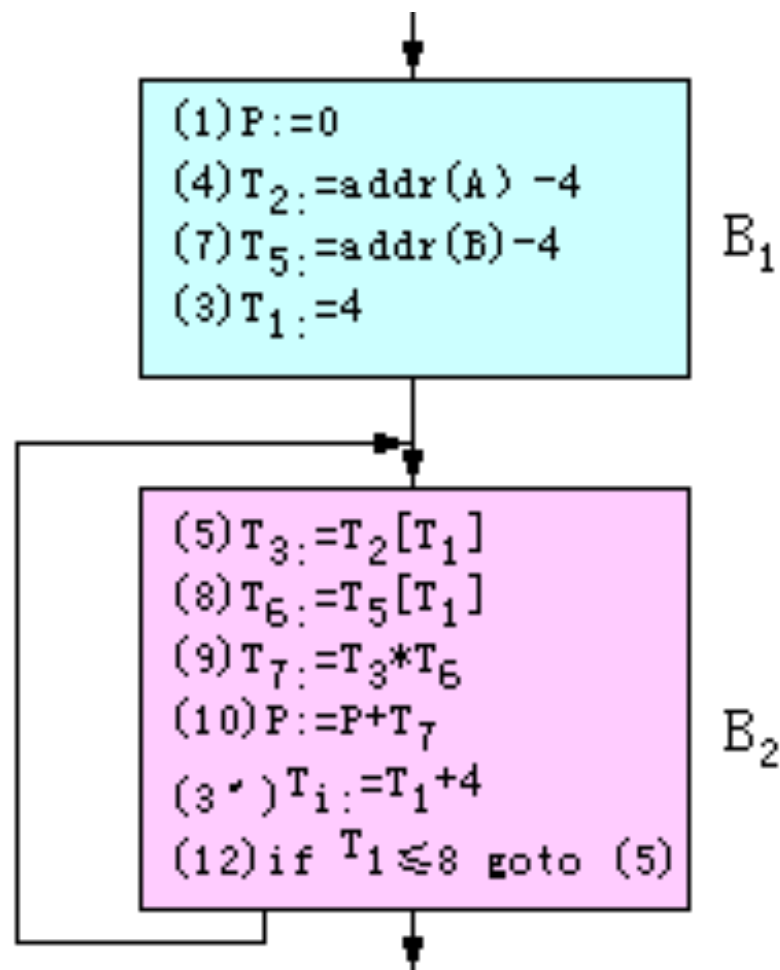 (1)P:=0
(4)T₂:=addr(A) -4
(7)T₅:=addr(B)-4
(3)T₁:=4
B₁
(5)T₃:=T₂[T₁]
(8)T₆:=T₅[T₁]
(9)T₇:=T₃*T₆
(10)P:=P+T₇
(3′)Tᵢ:=T₁+4
(12)if T₁≦8 goto (5)
B₂